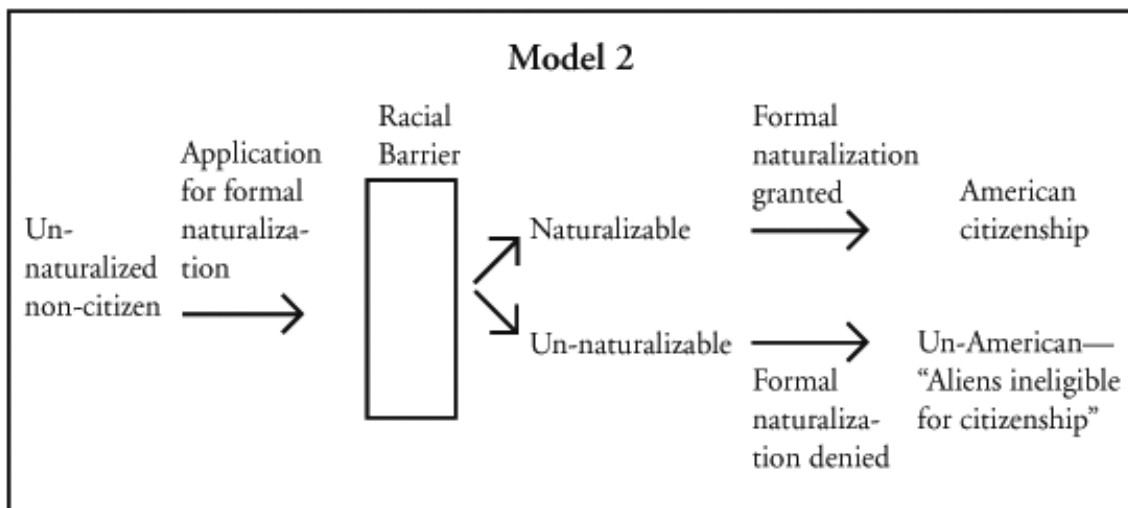 Model 2
Un-
naturalized
non-citizen
Application
for formal
naturaliza-
tion
Racial
Barrier
Naturalizable
Un-naturalizable
Formal
naturalization
granted
American
citizenship
Formal
naturaliza-
tion denied
Un-American—
“Aliens ineligible
for citizenship”